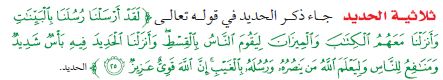 ثلاثية الحديد جاء ذكر الحديد في قوله تعالى ﴿لَقَدْ أَرْسَلْنَا رُسُلَنَا بِالْبَيِّنَٰتِ
وَأَنزَلْنَا مَعَهُمُ الْكِتَٰبَ وَالْمِيزَانَ لِيَقُومَ النَّاسُ بِالْقِسْطِ وَأَنزَلْنَا الْحَدِيدَ فِيهِ بَأْسٌ شَدِيدٌ
وَمَنَٰفِعُ لِلنَّاسِ وَلِيَعْلَمَ اللَّهُ مَن يَنصُرُهُۥ وَرُسُلَهُۥ بِالْغَيْبِ إِنَّ اللَّهَ قَوِيٌّ عَزِيزٌ ٢٥﴾ الحديد.